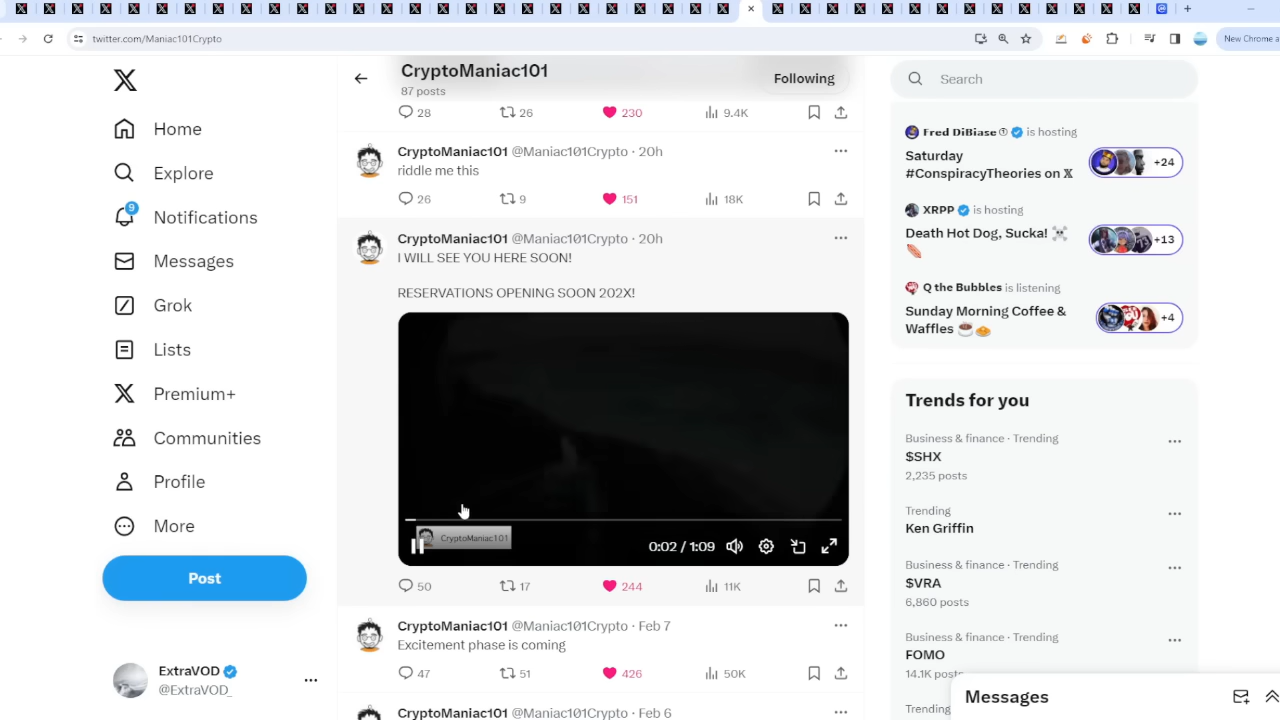 twitter.com/Maniac101Crypto
New Chrome a
Home
Explore
9
Notifications
Messages
Grok
Lists
Premium+
Communities
Profile
More
Post
ExtraVOD
@ExtraVOD_
CryptoManiac101
87 posts
Following
28 26 230 9.4K
CryptoManiac101 @Maniac101Crypto · 20h
riddle me this
26 9 151 18K
CryptoManiac101 @Maniac101Crypto · 20h
I WILL SEE YOU HERE SOON!
RESERVATIONS OPENING SOON 202X!
CryptoManiac101
0:02 / 1:09
50 17 244 11K
CryptoManiac101 @Maniac101Crypto · Feb 7
Excitement phase is coming
47 51 426 50K
CryptoManiac101 @Maniac101Crypto · Feb 6
Search
Fred DiBiase is hosting
Saturday
#ConspiracyTheories on 𝕏
+24
XRPP is hosting
Death Hot Dog, Sucka! ☠️
🌭
+13
Q the Bubbles is listening
Sunday Morning Coffee &
Waffles ☕🧇
+4
Trends for you
Business & finance · Trending
$SHX
2,235 posts
Trending
Ken Griffin
Business & finance · Trending
$VRA
6,860 posts
Business & finance · Trending
FOMO
14.1K posts
Trending
Messages